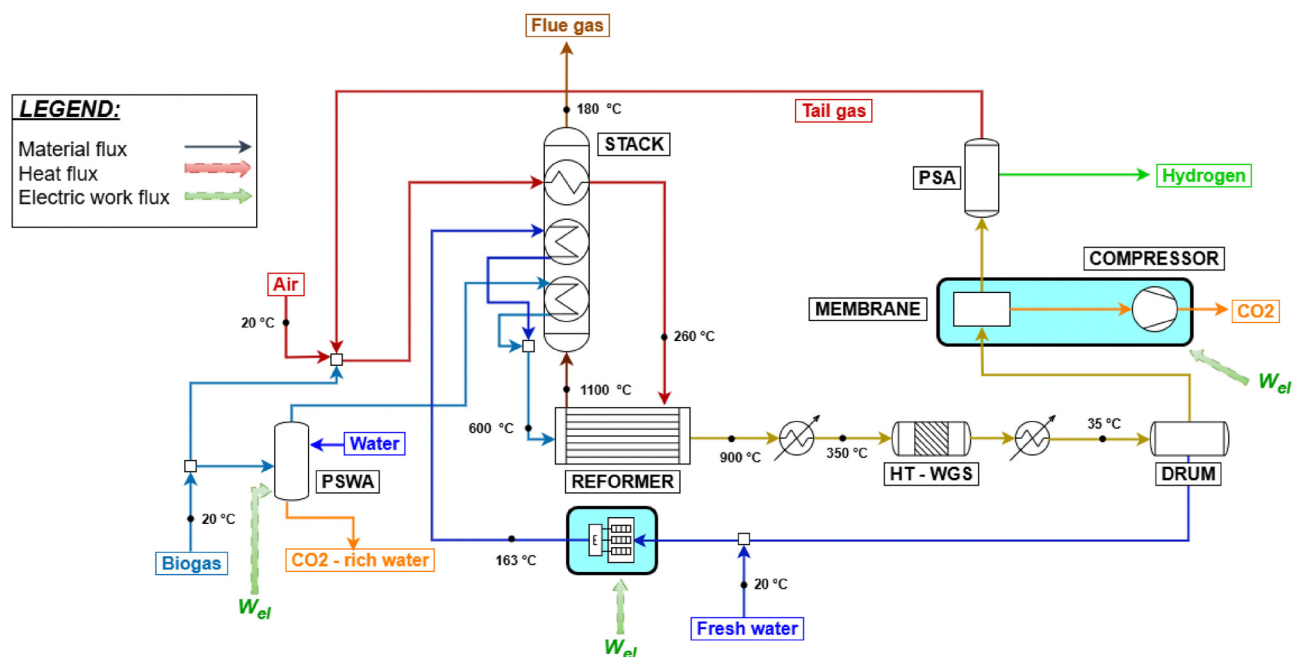 Flue gas
LEGEND:
Material flux
Heat flux
Electric work flux
180 °C
STACK
Tail gas
PSA
Hydrogen
COMPRESSOR
MEMBRANE
CO2
Wel
Air
20 °C
260 °C
1100 °C
600 °C
Water
PSWA
900 °C
350 °C
35 °C
REFORMER
HT - WGS
DRUM
20 °C
Biogas
CO2 - rich water
Wel
163 °C
E
20 °C
Fresh water
Wel